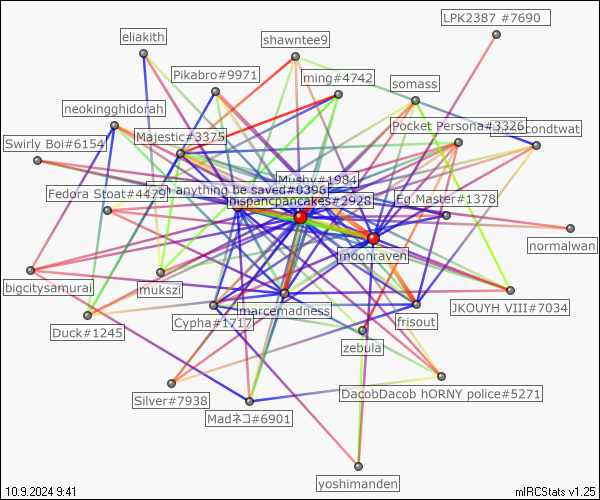 LPK2387 #7690
eliakith
shawntee9
Pikabro#9971
ming#4742
somass
neokingghidorah
Majestic#3375
Pocket Persona#3326
Swirly Boi#6154
Mushy#1984
Fedora Stoat#4479
anything be saved#0396
hispancpancakes#2928
Eg.Master#1378
moonraven
normalwan
bigcitysamurai
mukszi
marcemadness
JKOUYH VIII#7034
Duck#1245
Cypha#1717
frisout
zebula
Silver#7938
DacobDacob hORNY police#5271
Madネコ#6901
yoshimanden
10.9.2024 9:41
mIRCStats v1.25